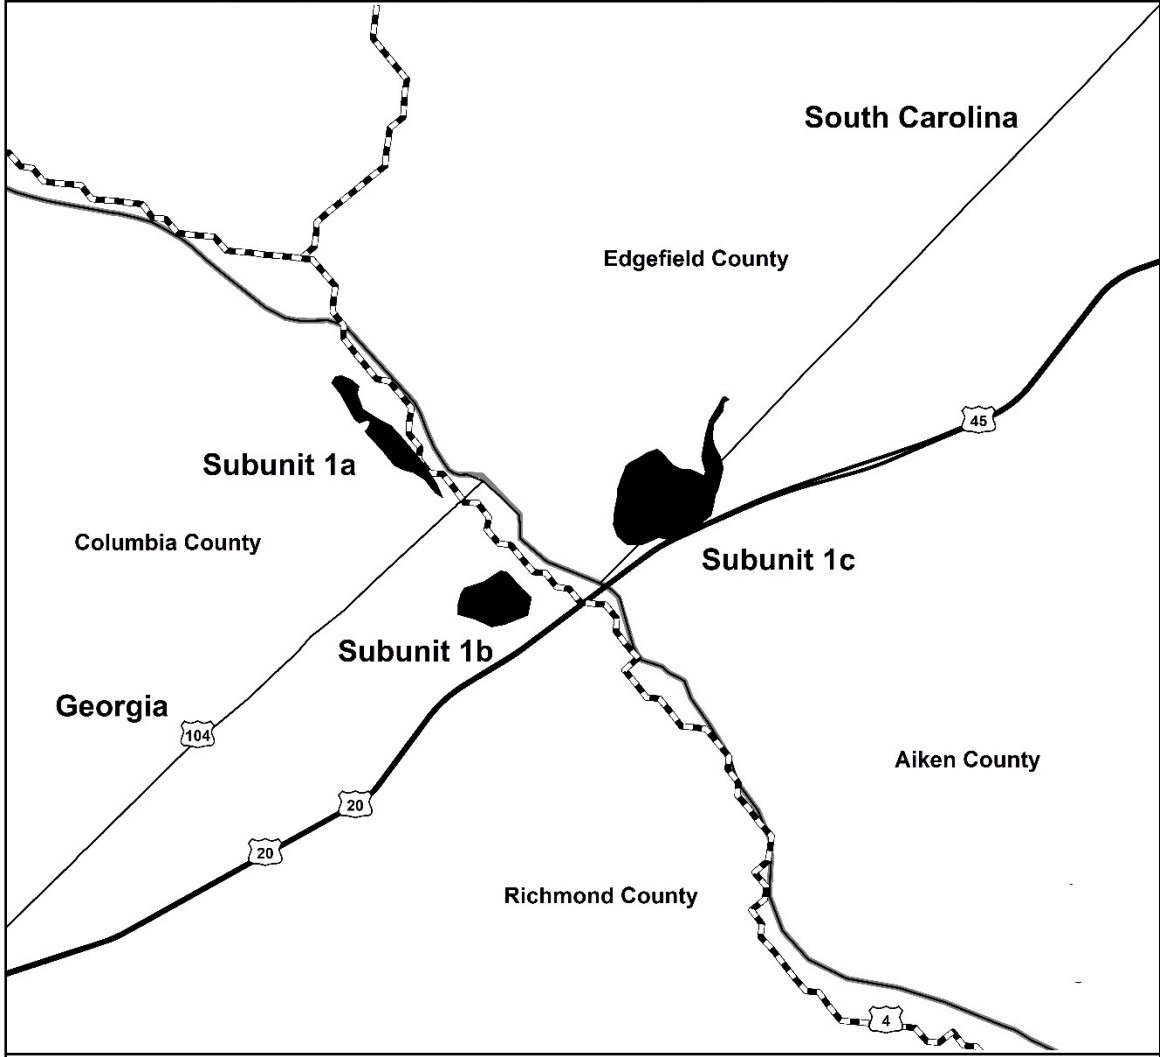 South Carolina
Edgefield County
45
Subunit 1a
Columbia County
Subunit 1c
Subunit 1b
Georgia
104
Aiken County
20
20
Richmond County
4